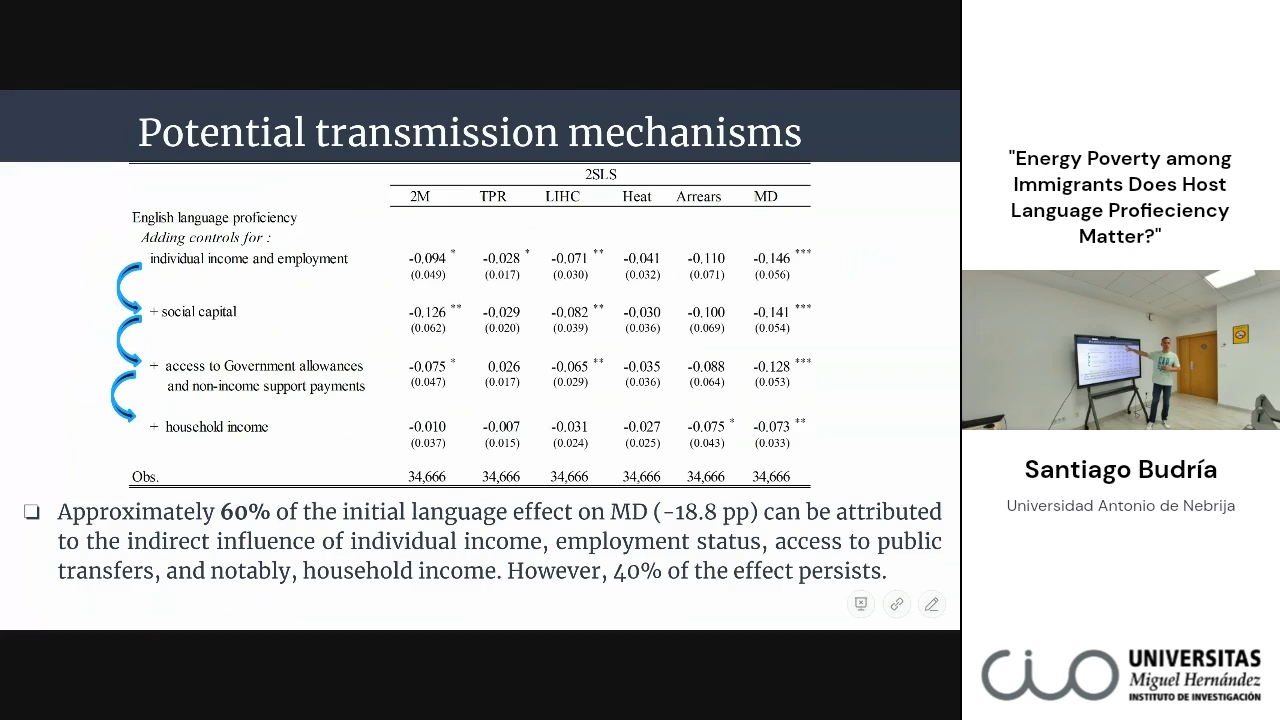 Potential transmission mechanisms
2SLS
2M TPR LIHC Heat Arrears MD
English language proficiency
Adding controls for :
individual income and employment -0.094 * -0.028 * -0.071 ** -0.041 -0.110 -0.146 ***
(0.049) (0.017) (0.030) (0.032) (0.071) (0.056)
+ social capital -0.126 ** -0.029 -0.082 ** -0.030 -0.100 -0.141 ***
(0.062) (0.020) (0.039) (0.036) (0.069) (0.054)
+ access to Government allowances -0.075 * 0.026 -0.065 ** -0.035 -0.088 -0.128 ***
and non-income support payments (0.047) (0.017) (0.029) (0.036) (0.064) (0.053)
+ household income -0.010 -0.007 -0.031 -0.027 -0.075 * -0.073 **
(0.037) (0.015) (0.024) (0.025) (0.043) (0.033)
Obs. 34,666 34,666 34,666 34,666 34,666 34,666
Approximately 60% of the initial language effect on MD (-18.8 pp) can be attributed
to the indirect influence of individual income, employment status, access to public
transfers, and notably, household income. However, 40% of the effect persists.
"Energy Poverty among
Immigrants Does Host
Language Profieciency
Matter?"
Santiago Budría
Universidad Antonio de Nebrija
CIO UNIVERSITAS
Miguel Hernández
INSTITUTO DE INVESTIGACIÓN